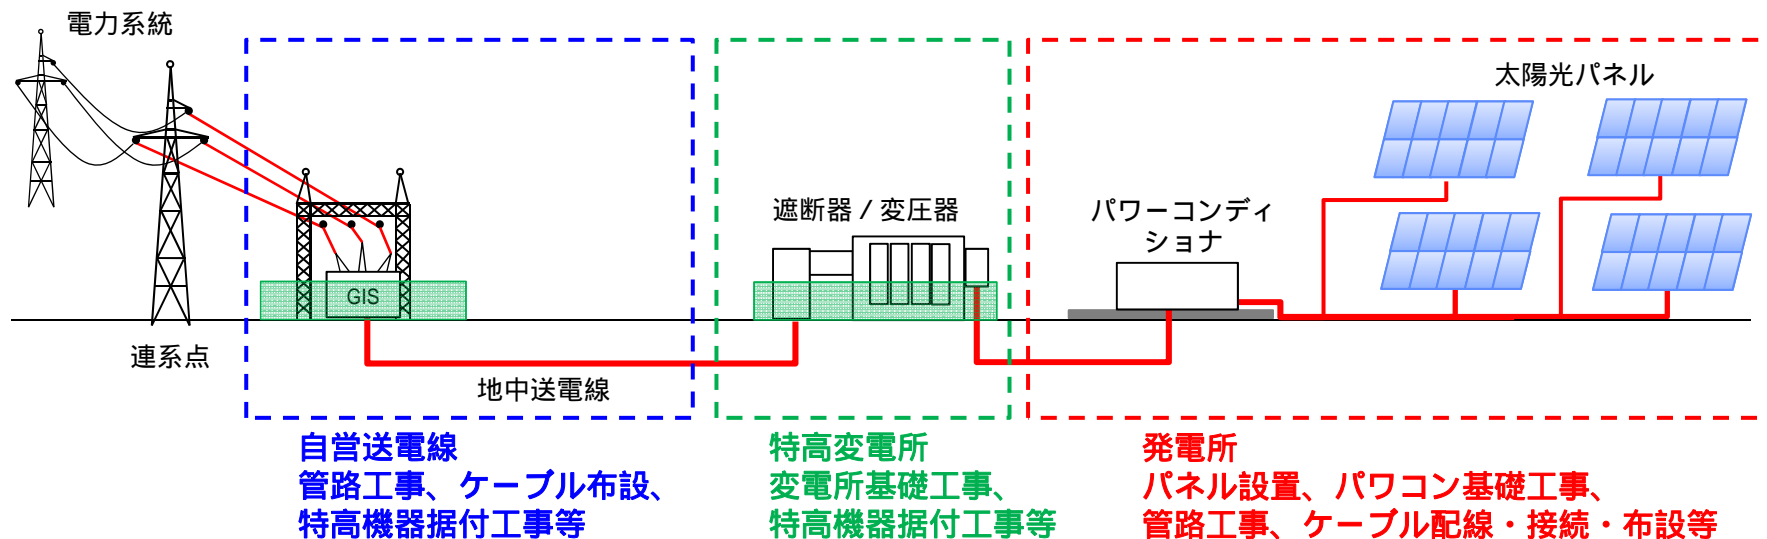 電力系統
太陽光パネル
遮断器 / 変圧器
パワーコンディ
ショナ
GIS
連系点
地中送電線
自営送電線
管路工事、ケーブル布設、
特高機器据付工事等
特高変電所
変電所基礎工事、
特高機器据付工事等
発電所
パネル設置、パワコン基礎工事、
管路工事、ケーブル配線・接続・布設等